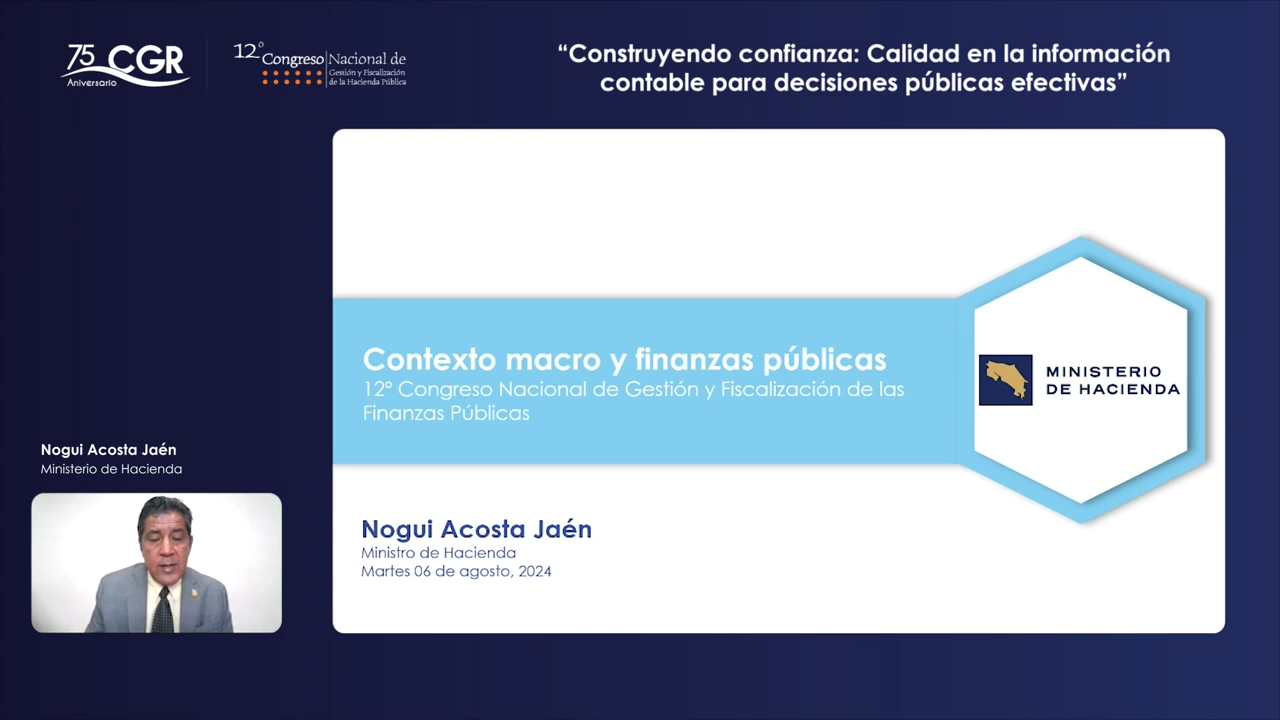 75 CGR
Aniversario
12° Congreso Nacional de
Gestión y Fiscalización
de la Hacienda Pública
“Construyendo confianza: Calidad en la información
contable para decisiones públicas efectivas”
Contexto macro y finanzas públicas
12º Congreso Nacional de Gestión y Fiscalización de las
Finanzas Públicas
MINISTERIO
DE HACIENDA
Nogui Acosta Jaén
Ministerio de Hacienda
Nogui Acosta Jaén
Ministro de Hacienda
Martes 06 de agosto, 2024